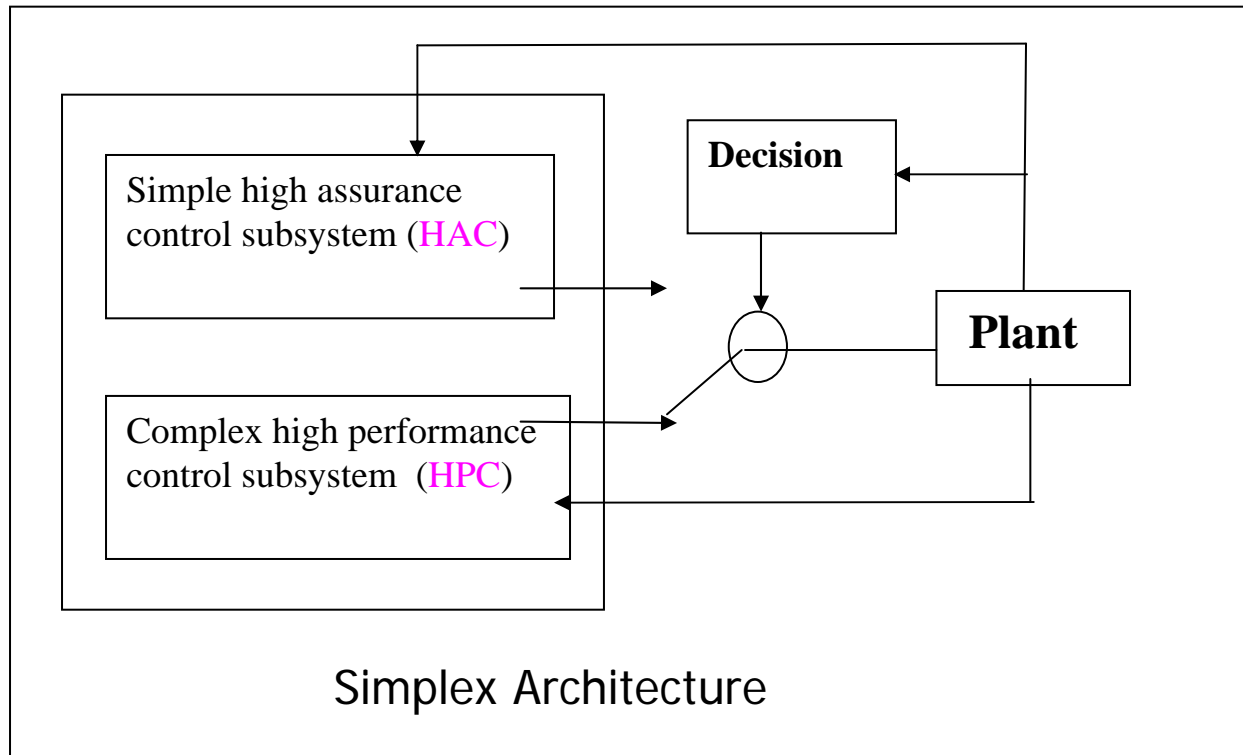 Simple high assurance
control subsystem (HAC)
Decision
Plant
Complex high performance
control subsystem (HPC)
Simplex Architecture